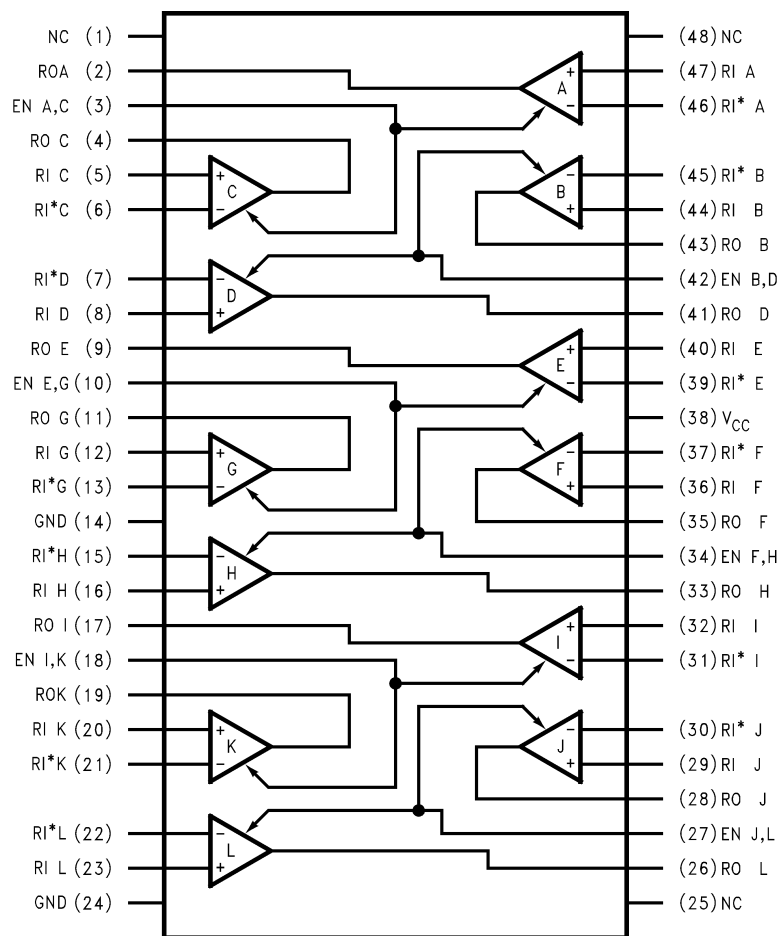 NC (1)
ROA (2)
EN A,C (3)
RO C (4)
RI C (5)
RI*C (6)
RI*D (7)
RI D (8)
RO E (9)
EN E,G (10)
RO G (11)
RI G (12)
RI*G (13)
GND (14)
RI*H (15)
RI H (16)
RO I (17)
EN I,K (18)
ROK (19)
RI K (20)
RI*K (21)
RI*L (22)
RI L (23)
GND (24)
+
C
−
−
D
+
+
G
−
−
H
+
+
K
−
−
L
+
+
A
−
−
B
+
+
E
−
−
F
+
+
I
−
−
J
+
(48) NC
(47) RI A
(46) RI* A
(45) RI* B
(44) RI B
(43) RO B
(42) EN B,D
(41) RO D
(40) RI E
(39) RI* E
(38) VCC
(37) RI* F
(36) RI F
(35) RO F
(34) EN F,H
(33) RO H
(32) RI I
(31) RI* I
(30) RI* J
(29) RI J
(28) RO J
(27) EN J,L
(26) RO L
(25) NC